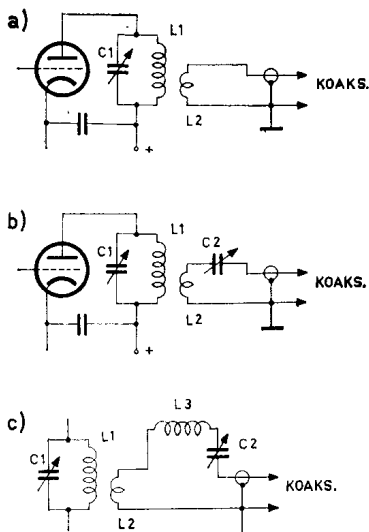 a)
L1
C1
KOAKS.
L2
+
b)
L1
C1
C2
KOAKS.
L2
+
c)
L3
L1
C1
C2
KOAKS.
L2